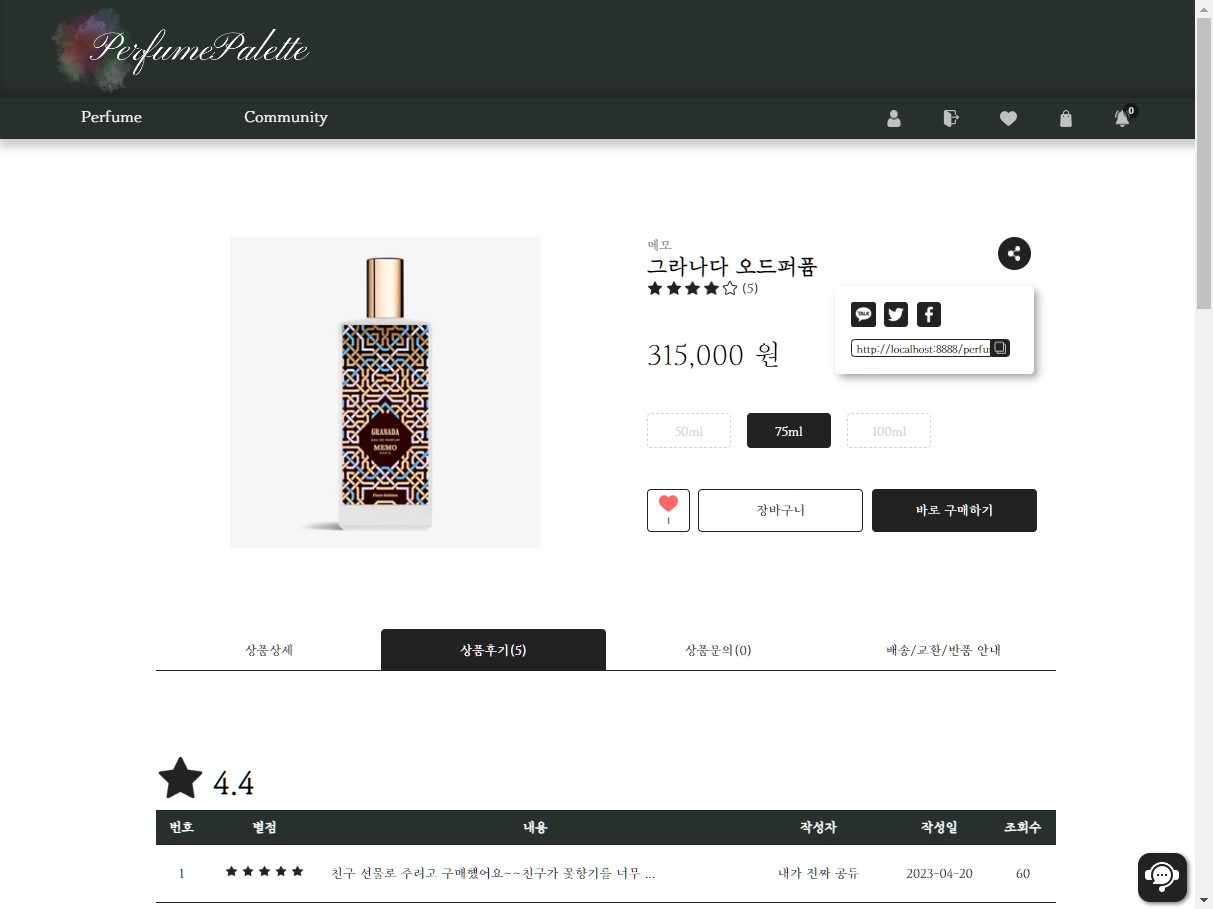 PerfumePalette
Perfume
Community
0
메모
그라나다 오드퍼퓸
(5)
TALK
http://localhost:8888/perfu
315,000 원
50ml
75ml
100ml
1
장바구니
바로 구매하기
GRANADA
EAU DE PARFUM
MEMO
PARIS
상품상세
상품후기(5)
상품문의(0)
배송/교환/반품 안내
4.4
번호 별점 내용 작성자 작성일 조회수
1 친구 선물로 주려고 구매했어요~~친구가 꽃향기를 너무 ... 내가 진짜 공듀 2023-04-20 60